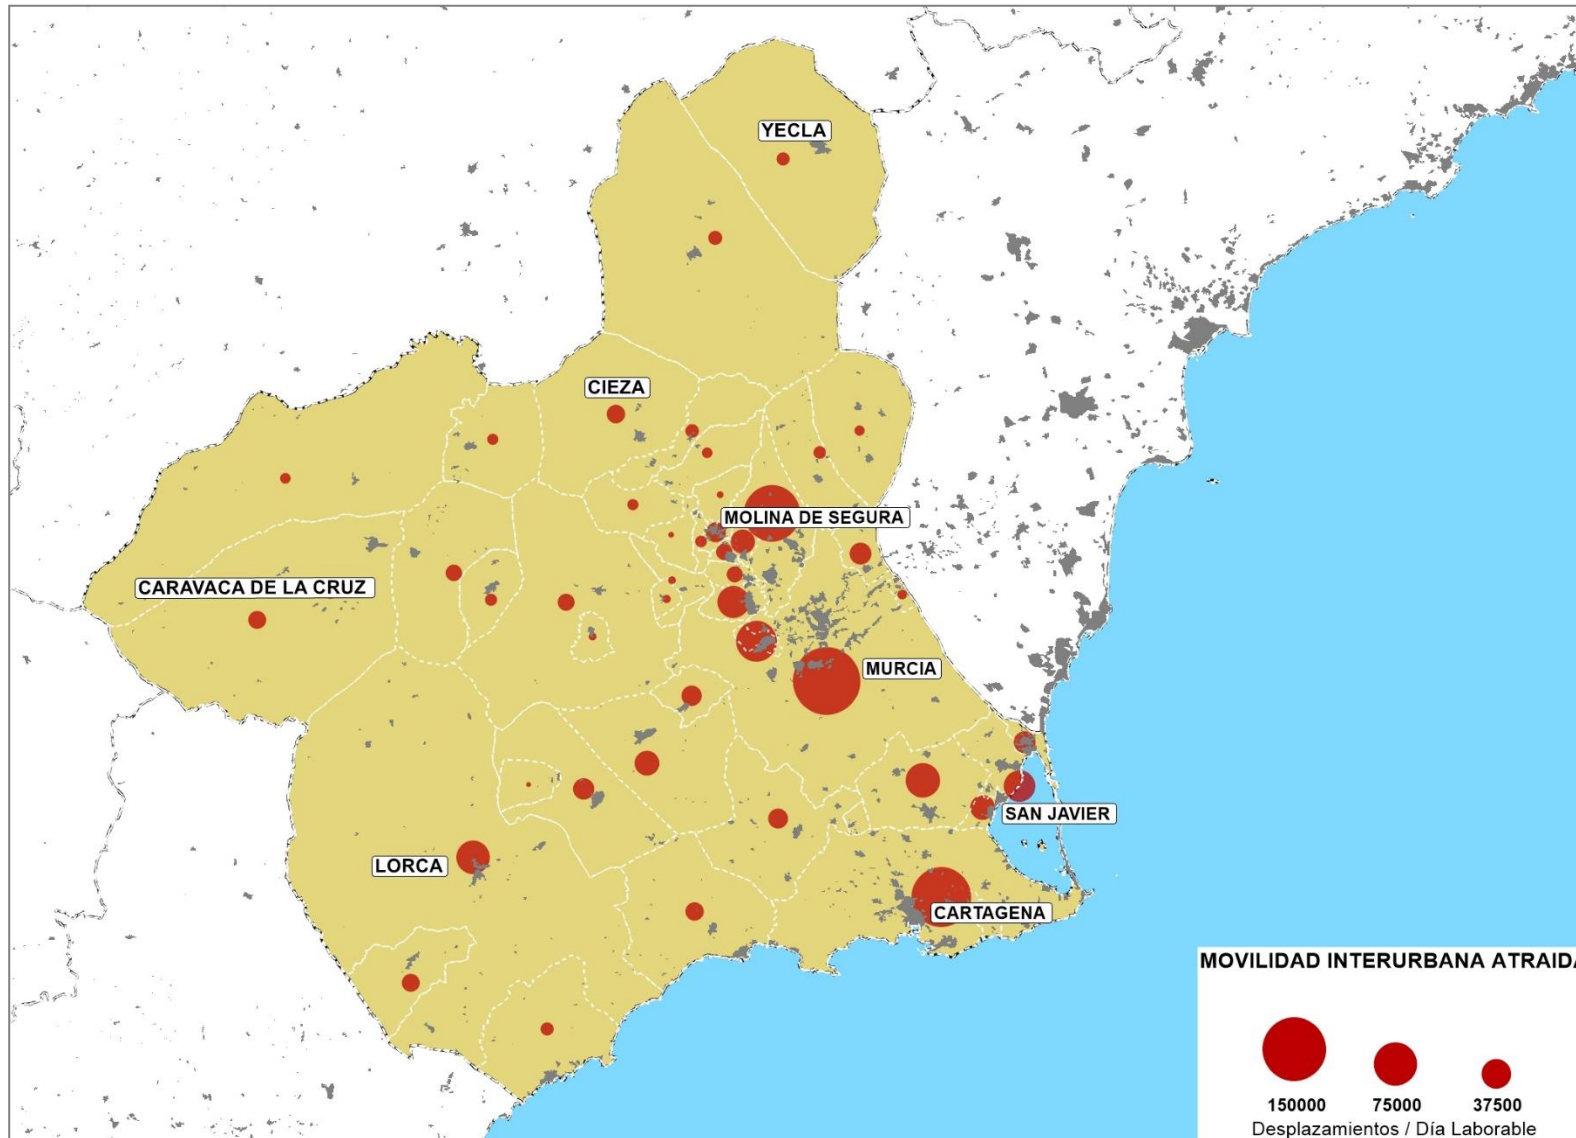 YECLA
CIEZA
MOLINA DE SEGURA
CARAVACA DE LA CRUZ
MURCIA
SAN JAVIER
LORCA
CARTAGENA
MOVILIDAD INTERURBANA ATRAIDA
150000 75000 37500
Desplazamientos / Día Laborable